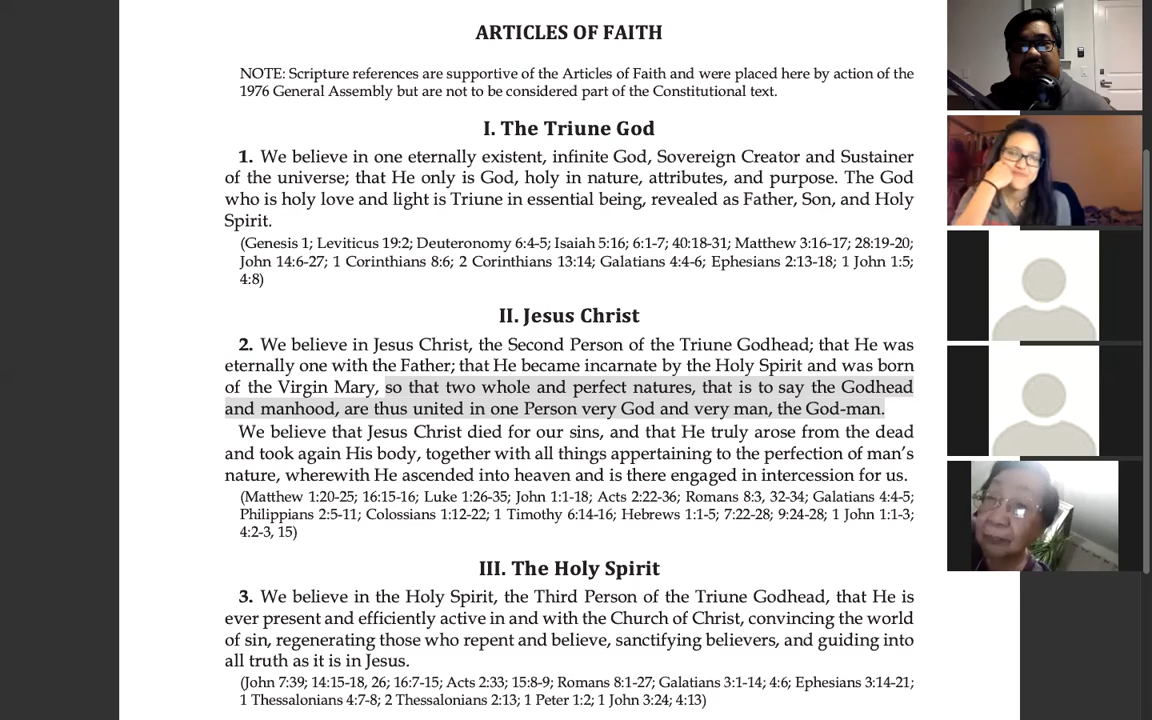 ARTICLES OF FAITH
NOTE: Scripture references are supportive of the Articles of Faith and were placed here by action of the
1976 General Assembly but are not to be considered part of the Constitutional text.
I. The Triune God
1. We believe in one eternally existent, infinite God, Sovereign Creator and Sustainer
of the universe; that He only is God, holy in nature, attributes, and purpose. The God
who is holy love and light is Triune in essential being, revealed as Father, Son, and Holy
Spirit.
(Genesis 1; Leviticus 19:2; Deuteronomy 6:4-5; Isaiah 5:16; 6:1-7; 40:18-31; Matthew 3:16-17; 28:19-20;
John 14:6-27; 1 Corinthians 8:6; 2 Corinthians 13:14; Galatians 4:4-6; Ephesians 2:13-18; 1 John 1:5;
4:8)
II. Jesus Christ
2. We believe in Jesus Christ, the Second Person of the Triune Godhead; that He was
eternally one with the Father; that He became incarnate by the Holy Spirit and was born
of the Virgin Mary, so that two whole and perfect natures, that is to say the Godhead
and manhood, are thus united in one Person very God and very man, the God-man.
We believe that Jesus Christ died for our sins, and that He truly arose from the dead
and took again His body, together with all things appertaining to the perfection of man's
nature, wherewith He ascended into heaven and is there engaged in intercession for us.
(Matthew 1:20-25; 16:15-16; Luke 1:26-35; John 1:1-18; Acts 2:22-36; Romans 8:3, 32-34; Galatians 4:4-5;
Philippians 2:5-11; Colossians 1:12-22; 1 Timothy 6:14-16; Hebrews 1:1-5; 7:22-28; 9:24-28; 1 John 1:1-3;
4:2-3, 15)
III. The Holy Spirit
3. We believe in the Holy Spirit, the Third Person of the Triune Godhead, that He is
ever present and efficiently active in and with the Church of Christ, convincing the world
of sin, regenerating those who repent and believe, sanctifying believers, and guiding into
all truth as it is in Jesus.
(John 7:39; 14:15-18, 26; 16:7-15; Acts 2:33; 15:8-9; Romans 8:1-27; Galatians 3:1-14; 4:6; Ephesians 3:14-21;
1 Thessalonians 4:7-8; 2 Thessalonians 2:13; 1 Peter 1:2; 1 John 3:24; 4:13)